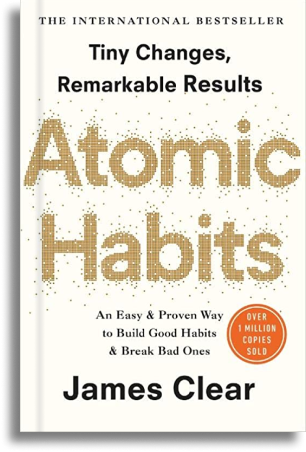 THE INTERNATIONAL BESTSELLER
Tiny Changes,
Remarkable Results
Atomic
Habits
An Easy & Proven Way
to Build Good Habits
& Break Bad Ones
OVER
1 MILLION
COPIES
SOLD
James Clear